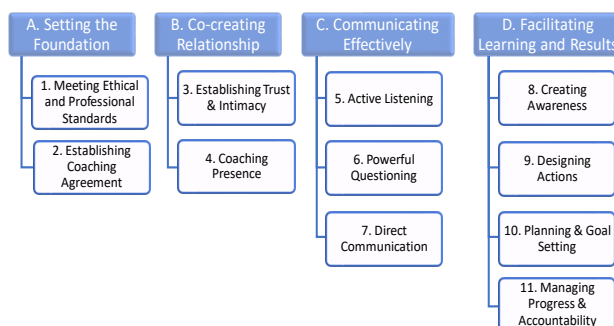 A. Setting the
Foundation
1. Meeting Ethical
and Professional
Standards
2. Establishing
Coaching
Agreement
B. Co-creating
Relationship
3. Establishing Trust
& Intimacy
4. Coaching
Presence
C. Communicating
Effectively
5. Active Listening
6. Powerful
Questioning
7. Direct
Communication
D. Facilitating
Learning and Results
8. Creating
Awareness
9. Designing
Actions
10. Planning & Goal
Setting
11. Managing
Progress &
Accountability